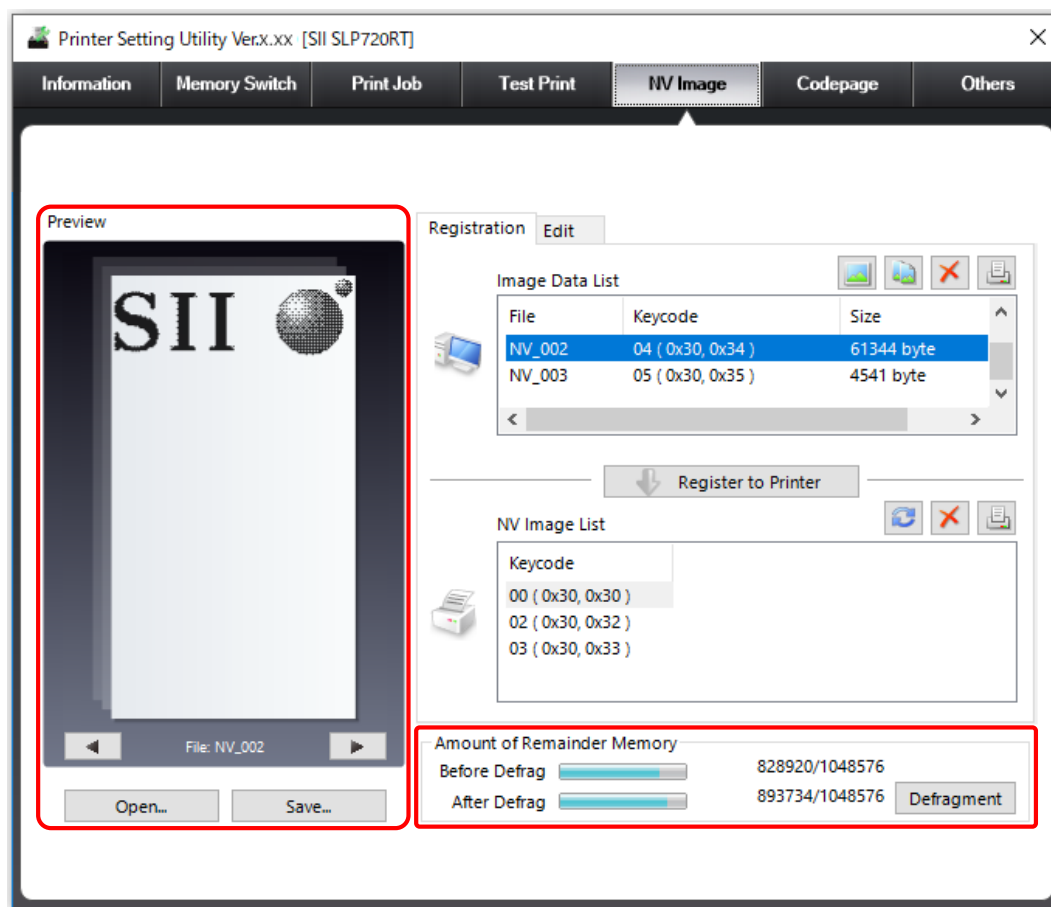 Printer Setting Utility Ver.x.xx [SII SLP720RT]
Information Memory Switch Print Job Test Print NV Image Codepage Others
Preview
SII
File: NV_002
Open... Save...
Registration Edit
Image Data List
File Keycode Size
NV_002 04 ( 0x30, 0x34 ) 61344 byte
NV_003 05 ( 0x30, 0x35 ) 4541 byte
Register to Printer
NV Image List
Keycode
00 ( 0x30, 0x30 )
02 ( 0x30, 0x32 )
03 ( 0x30, 0x33 )
Amount of Remainder Memory
Before Defrag 828920/1048576
After Defrag 893734/1048576 Defragment